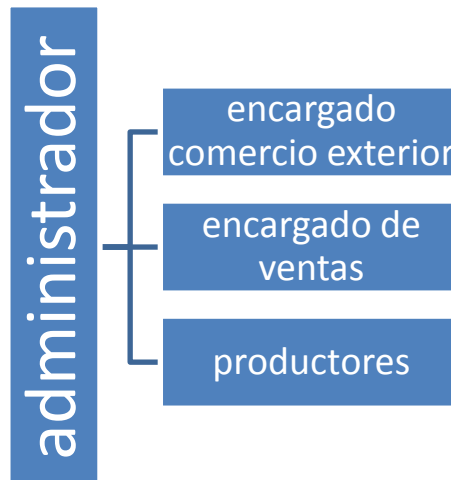 administrador
encargado
comercio exterior
encargado de
ventas
productores